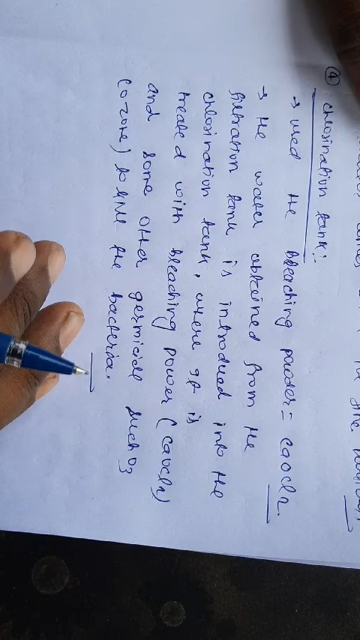 ④ chlorination tank:-
→ used the bleaching powder = caocl2.
→ the water obtained from the
filtration tank is introduced into the
chlorination tank, where it is
treated with bleaching power (caocl2)
and some other germicide such O3
(ozone) to kill the bacteria.